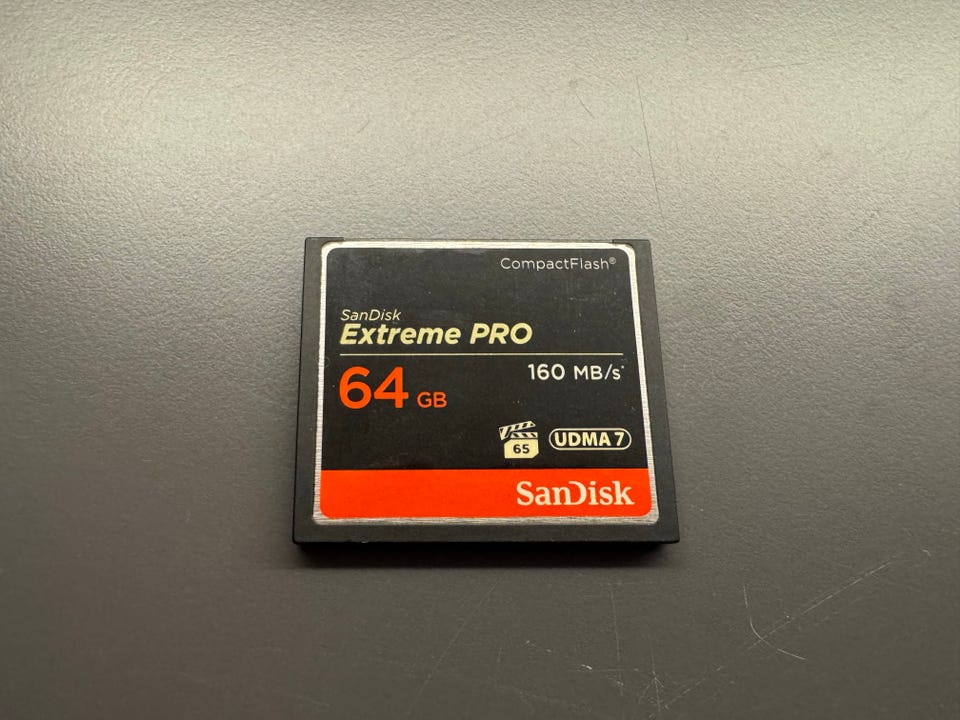 CompactFlash®
SanDisk
Extreme PRO
160 MB/s*
64 GB
65 UDMA 7
SanDisk